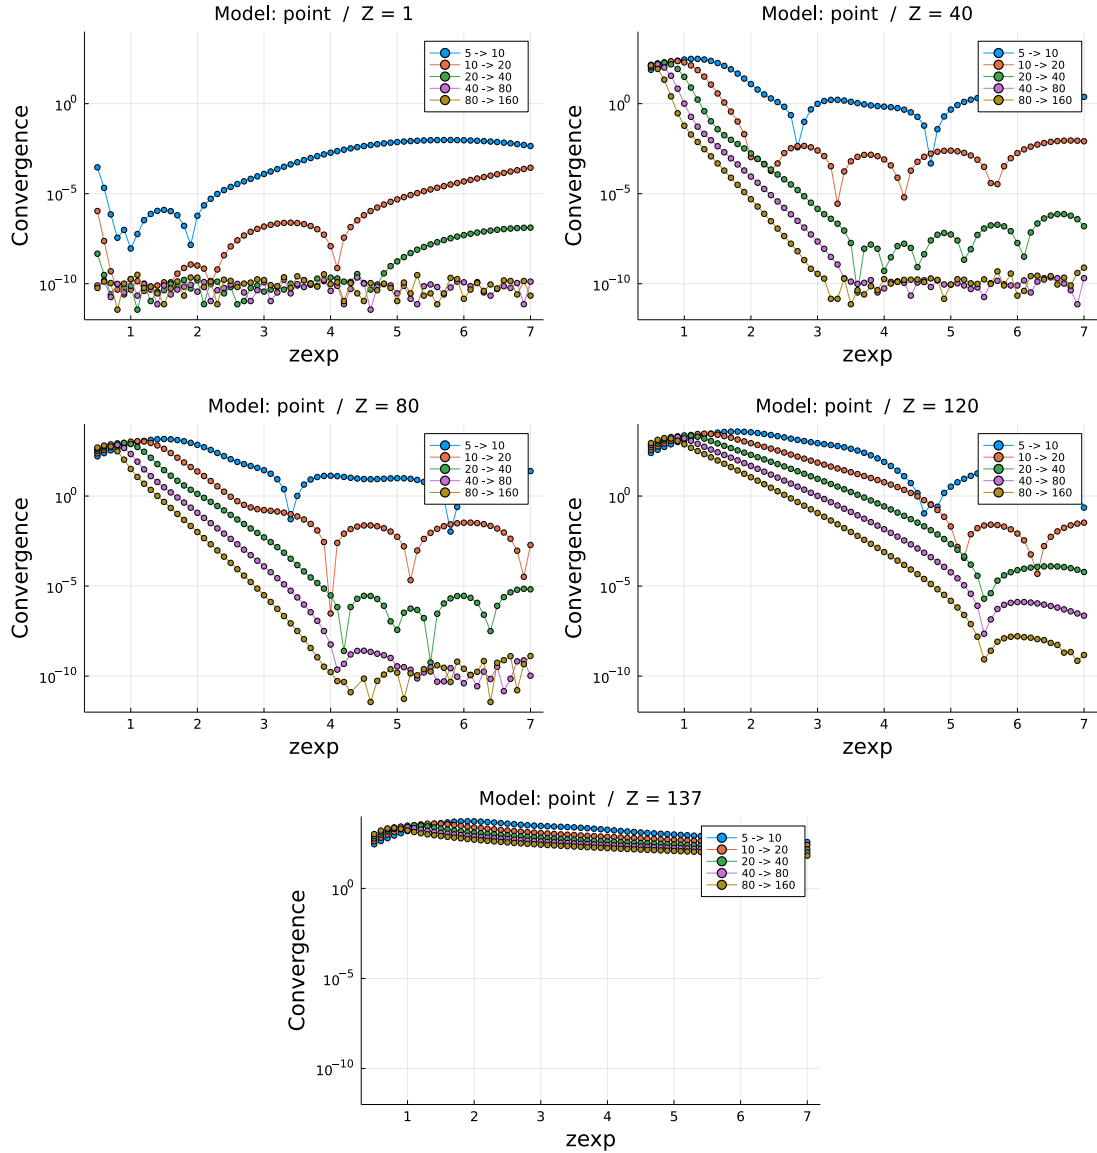 Model: point / Z = 1
Convergence
10^0
10^-5
10^-10
5 -> 10
10 -> 20
20 -> 40
40 -> 80
80 -> 160
1 2 3 4 5 6 7
zexp
Model: point / Z = 40
Convergence
10^0
10^-5
10^-10
5 -> 10
10 -> 20
20 -> 40
40 -> 80
80 -> 160
1 2 3 4 5 6 7
zexp
Model: point / Z = 80
Convergence
10^0
10^-5
10^-10
5 -> 10
10 -> 20
20 -> 40
40 -> 80
80 -> 160
1 2 3 4 5 6 7
zexp
Model: point / Z = 120
Convergence
10^0
10^-5
10^-10
5 -> 10
10 -> 20
20 -> 40
40 -> 80
80 -> 160
1 2 3 4 5 6 7
zexp
Model: point / Z = 137
Convergence
10^0
10^-5
10^-10
5 -> 10
10 -> 20
20 -> 40
40 -> 80
80 -> 160
1 2 3 4 5 6 7
zexp